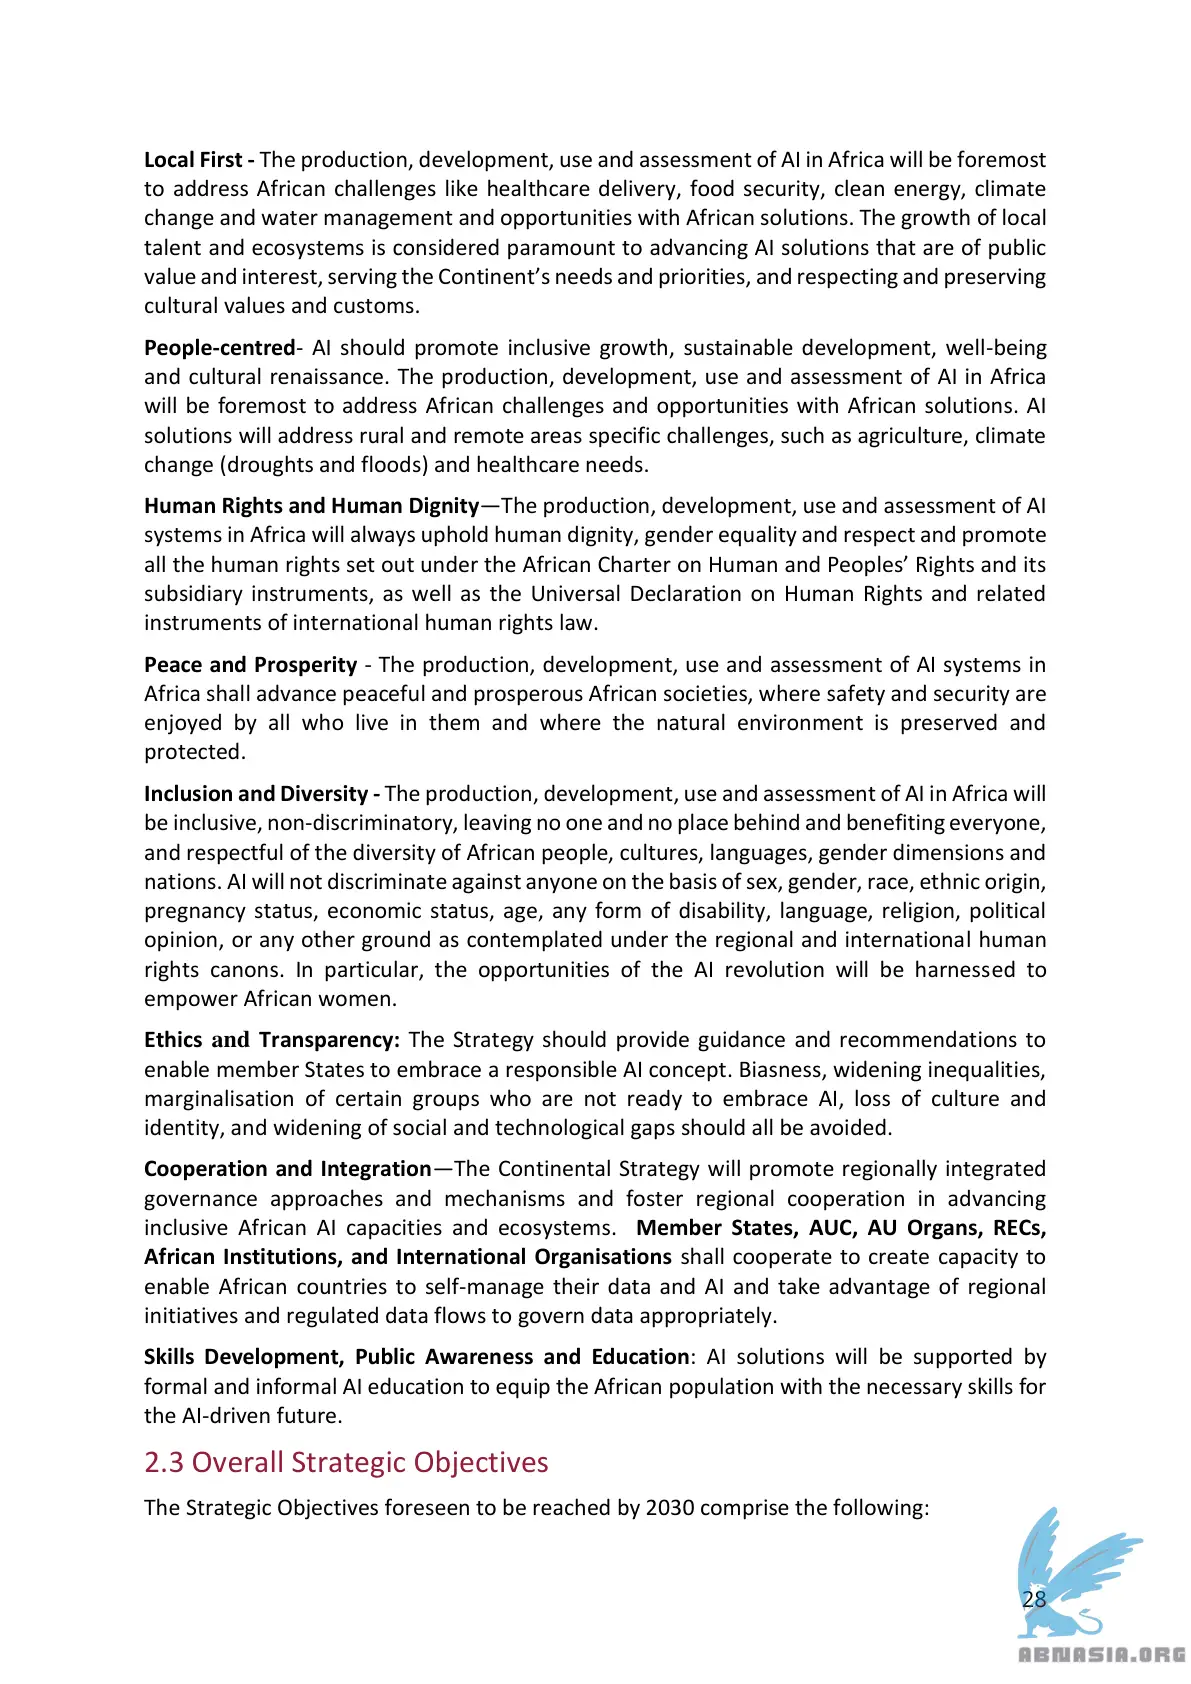 Local First - The production, development, use and assessment of AI in Africa will be foremost
to address African challenges like healthcare delivery, food security, clean energy, climate
change and water management and opportunities with African solutions. The growth of local
talent and ecosystems is considered paramount to advancing AI solutions that are of public
value and interest, serving the Continent’s needs and priorities, and respecting and preserving
cultural values and customs.
People-centred- AI should promote inclusive growth, sustainable development, well-being
and cultural renaissance. The production, development, use and assessment of AI in Africa
will be foremost to address African challenges and opportunities with African solutions. AI
solutions will address rural and remote areas specific challenges, such as agriculture, climate
change (droughts and floods) and healthcare needs.
Human Rights and Human Dignity—The production, development, use and assessment of AI
systems in Africa will always uphold human dignity, gender equality and respect and promote
all the human rights set out under the African Charter on Human and Peoples’ Rights and its
subsidiary instruments, as well as the Universal Declaration on Human Rights and related
instruments of international human rights law.
Peace and Prosperity - The production, development, use and assessment of AI systems in
Africa shall advance peaceful and prosperous African societies, where safety and security are
enjoyed by all who live in them and where the natural environment is preserved and
protected.
Inclusion and Diversity - The production, development, use and assessment of AI in Africa will
be inclusive, non-discriminatory, leaving no one and no place behind and benefiting everyone,
and respectful of the diversity of African people, cultures, languages, gender dimensions and
nations. AI will not discriminate against anyone on the basis of sex, gender, race, ethnic origin,
pregnancy status, economic status, age, any form of disability, language, religion, political
opinion, or any other ground as contemplated under the regional and international human
rights canons. In particular, the opportunities of the AI revolution will be harnessed to
empower African women.
Ethics and Transparency: The Strategy should provide guidance and recommendations to
enable member States to embrace a responsible AI concept. Biasness, widening inequalities,
marginalisation of certain groups who are not ready to embrace AI, loss of culture and
identity, and widening of social and technological gaps should all be avoided.
Cooperation and Integration—The Continental Strategy will promote regionally integrated
governance approaches and mechanisms and foster regional cooperation in advancing
inclusive African AI capacities and ecosystems. Member States, AUC, AU Organs, RECs,
African Institutions, and International Organisations shall cooperate to create capacity to
enable African countries to self-manage their data and AI and take advantage of regional
initiatives and regulated data flows to govern data appropriately.
Skills Development, Public Awareness and Education: AI solutions will be supported by
formal and informal AI education to equip the African population with the necessary skills for
the AI-driven future.
2.3 Overall Strategic Objectives
The Strategic Objectives foreseen to be reached by 2030 comprise the following:
28
ABNASIA.ORG